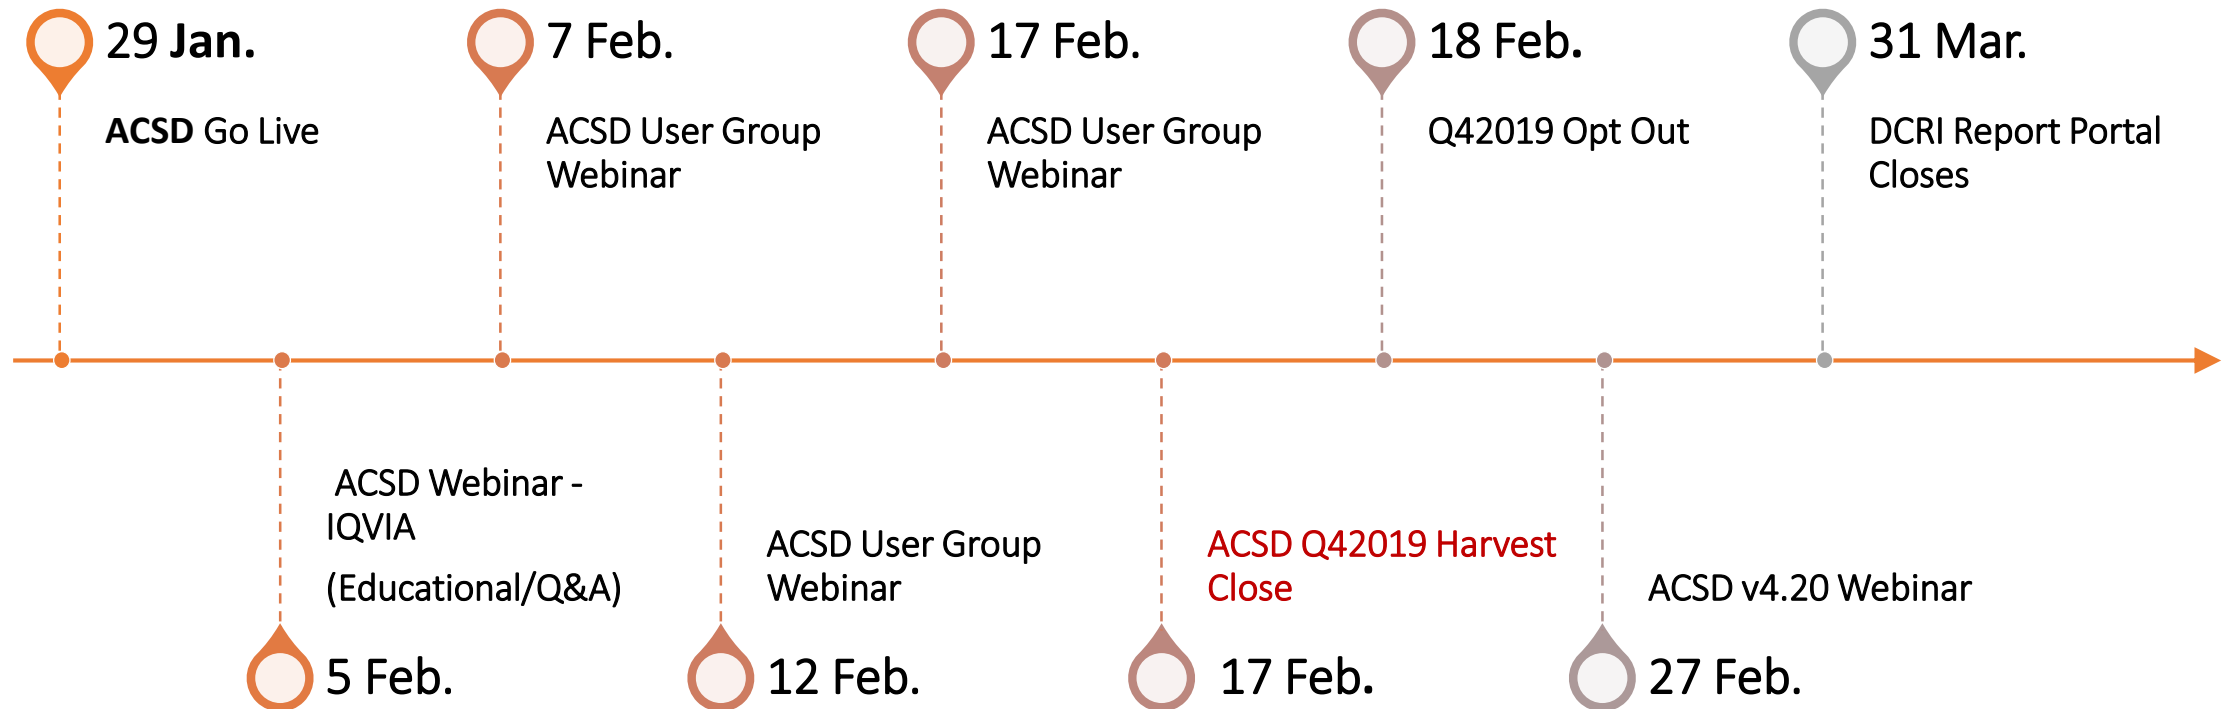 29 Jan.
ACSD Go Live
7 Feb.
ACSD User Group
Webinar
17 Feb.
ACSD User Group
Webinar
18 Feb.
Q42019 Opt Out
31 Mar.
DCRI Report Portal
Closes
ACSD Webinar -
IQVIA
(Educational/Q&A)
5 Feb.
ACSD User Group
Webinar
12 Feb.
ACSD Q42019 Harvest
Close
17 Feb.
ACSD v4.20 Webinar
27 Feb.